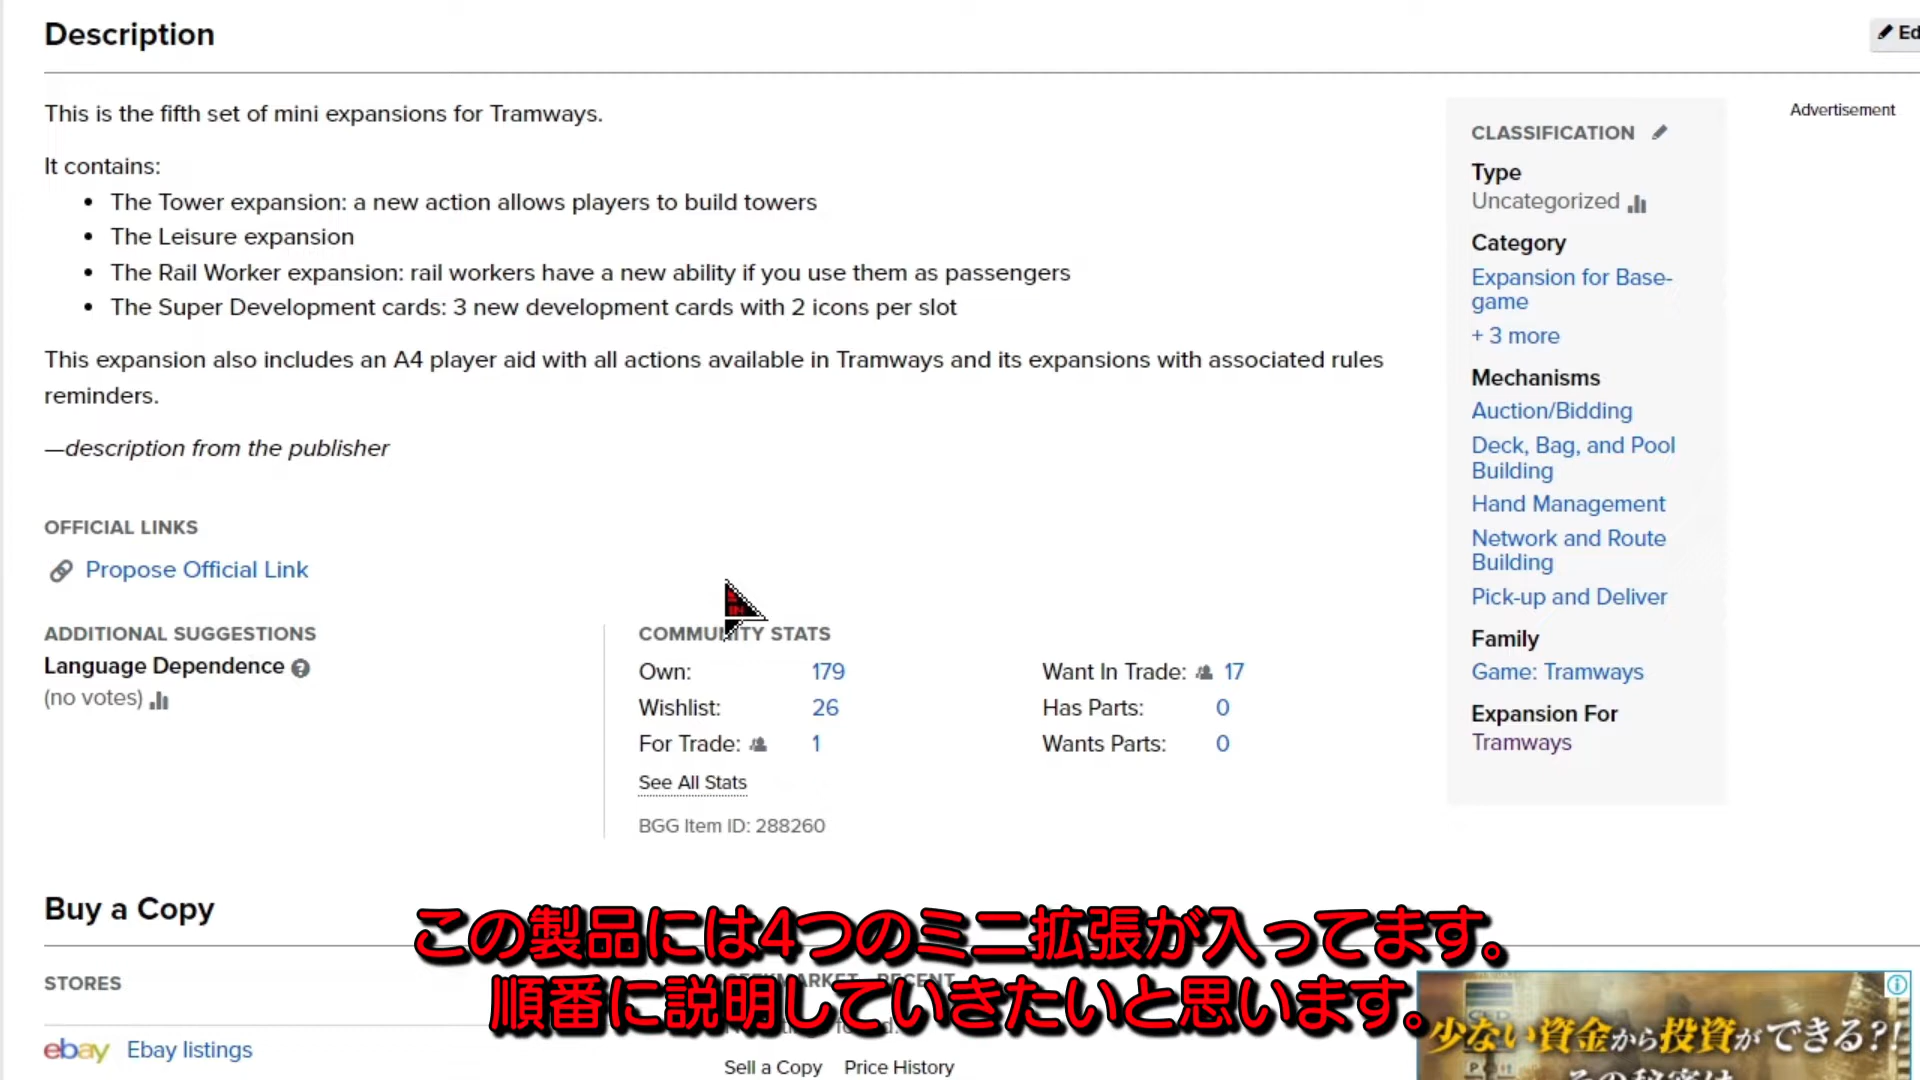 Description
Ed
This is the fifth set of mini expansions for Tramways.
It contains:
• The Tower expansion: a new action allows players to build towers
• The Leisure expansion
• The Rail Worker expansion: rail workers have a new ability if you use them as passengers
• The Super Development cards: 3 new development cards with 2 icons per slot
This expansion also includes an A4 player aid with all actions available in Tramways and its expansions with associated rules
reminders.
—description from the publisher
OFFICIAL LINKS
Propose Official Link
ADDITIONAL SUGGESTIONS
Language Dependence
(no votes)
COMMUNITY STATS
Own: 179
Wishlist: 26
For Trade: 1
Want In Trade: 17
Has Parts: 0
Wants Parts: 0
See All Stats
BGG Item ID: 288260
CLASSIFICATION
Type
Uncategorized
Category
Expansion for Base-
game
+ 3 more
Mechanisms
Auction/Bidding
Deck, Bag, and Pool
Building
Hand Management
Network and Route
Building
Pick-up and Deliver
Family
Game: Tramways
Expansion For
Tramways
Advertisement
Buy a Copy
STORES
ebay Ebay listings
GEEKMARKET RECENT
Sell a Copy Price History
この製品には4つのミニ拡張が入ってます。
順番に説明していきたいと思います。
少ない資金から投資ができる?!